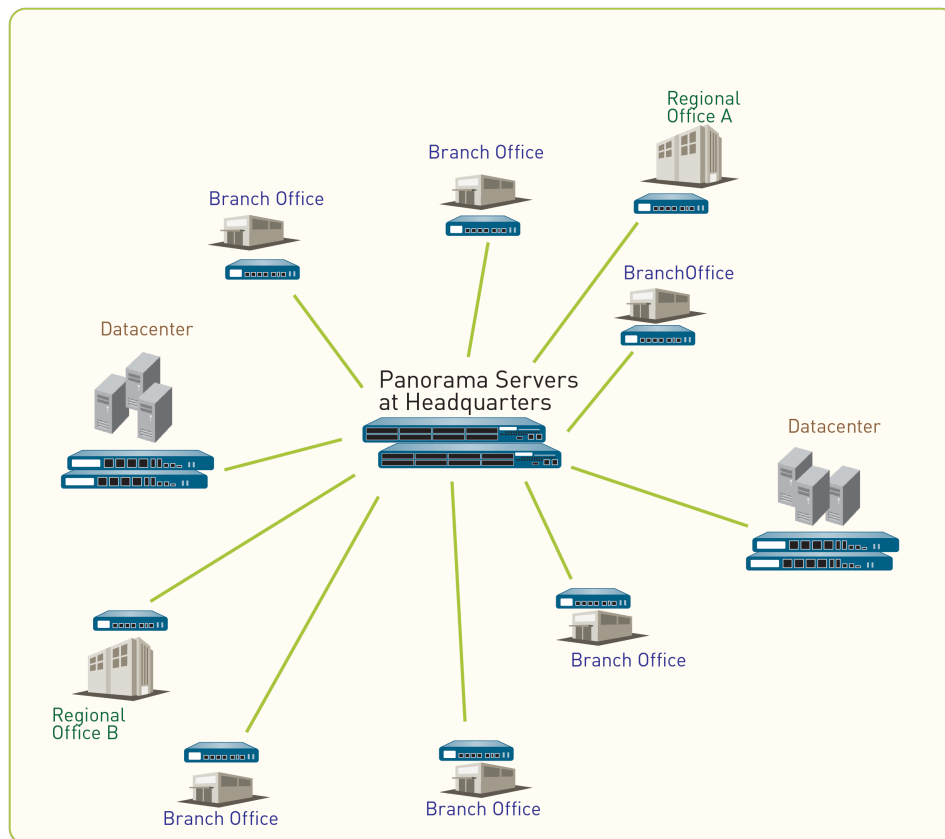 Regional
Office A
Branch Office
Branch Office
BranchOffice
Datacenter
Panorama Servers
at Headquarters
Datacenter
Branch Office
Regional
Office B
Branch Office
Branch Office